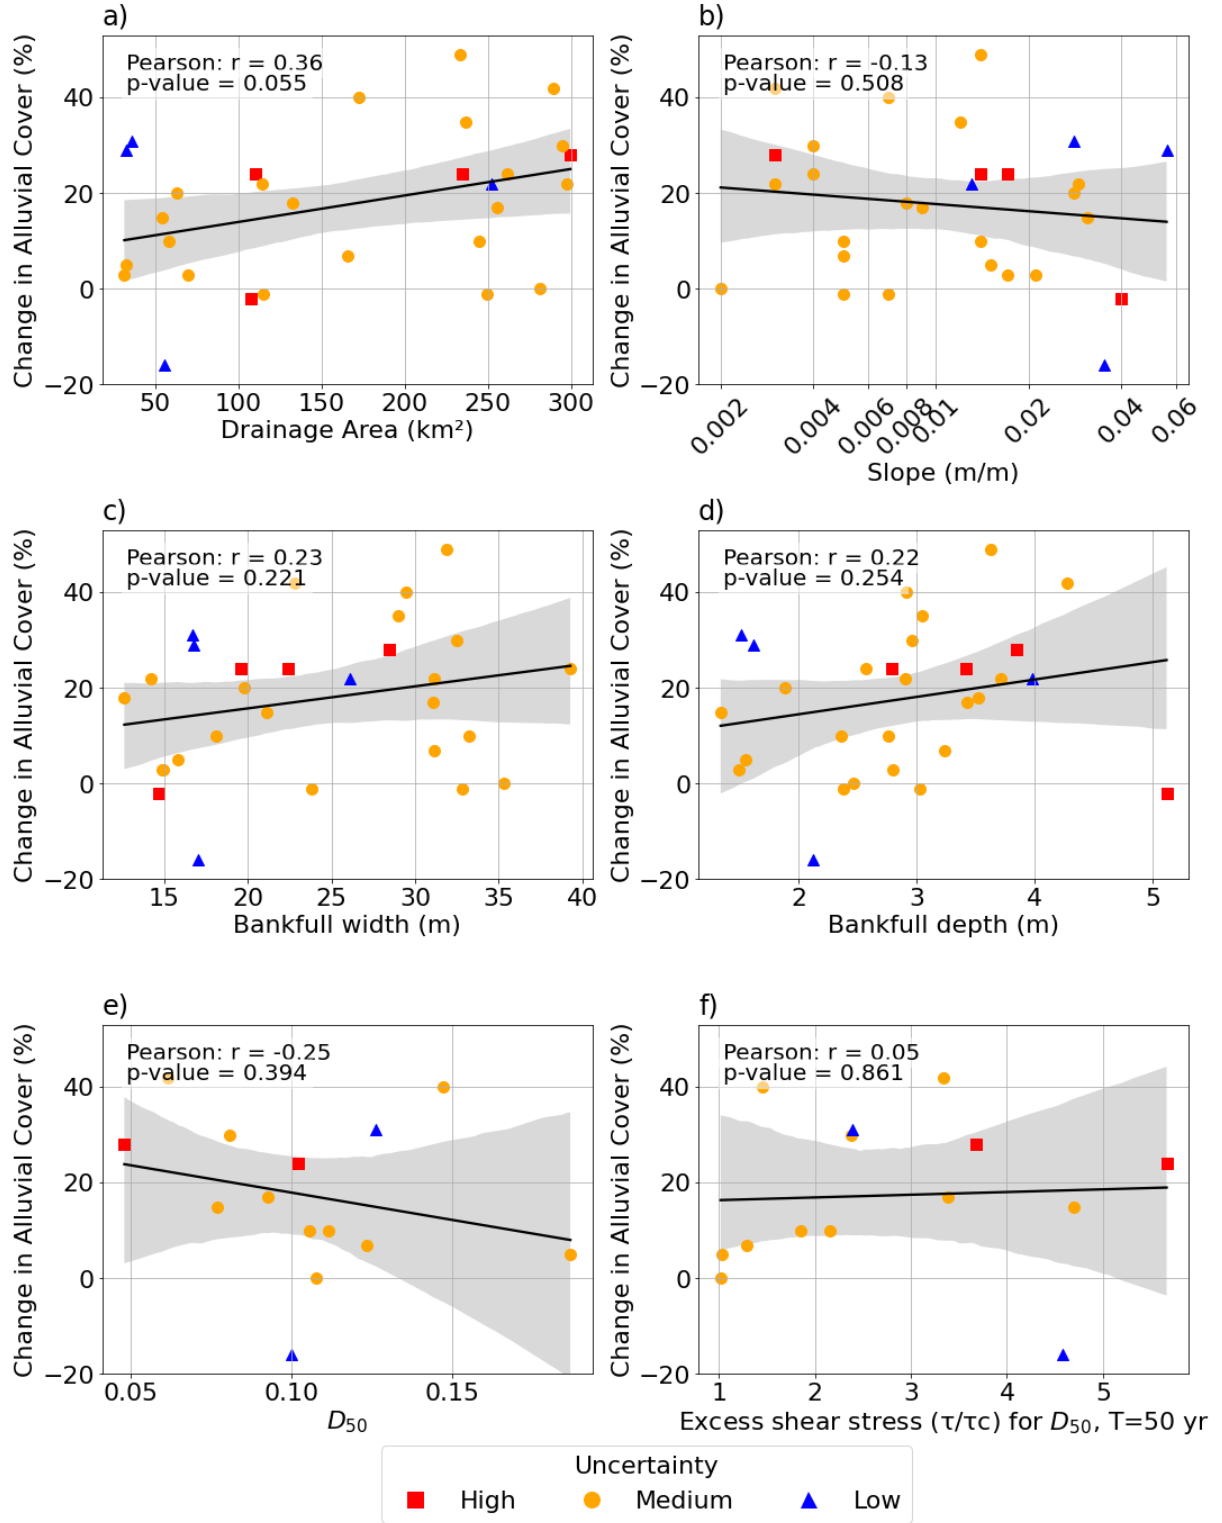 a)
Pearson: r = 0.36
p-value = 0.055
Change in Alluvial Cover (%)
40
20
0
−20
50
100
150
200
250
300
Drainage Area (km²)
b)
Pearson: r = -0.13
p-value = 0.508
Change in Alluvial Cover (%)
40
20
0
−20
0.002
0.004
0.006
0.008
0.01
0.02
0.04
0.06
Slope (m/m)
c)
Pearson: r = 0.23
p-value = 0.221
Change in Alluvial Cover (%)
40
20
0
−20
15
20
25
30
35
40
Bankfull width (m)
d)
Pearson: r = 0.22
p-value = 0.254
Change in Alluvial Cover (%)
40
20
0
−20
2
3
4
5
Bankfull depth (m)
e)
Pearson: r = -0.25
p-value = 0.394
Change in Alluvial Cover (%)
40
20
0
−20
0.05
0.10
0.15
D₅₀
f)
Pearson: r = 0.05
p-value = 0.861
Change in Alluvial Cover (%)
40
20
0
−20
1
2
3
4
5
Excess shear stress (τ/τc) for D₅₀, T=50 yr
Uncertainty
High
Medium
Low